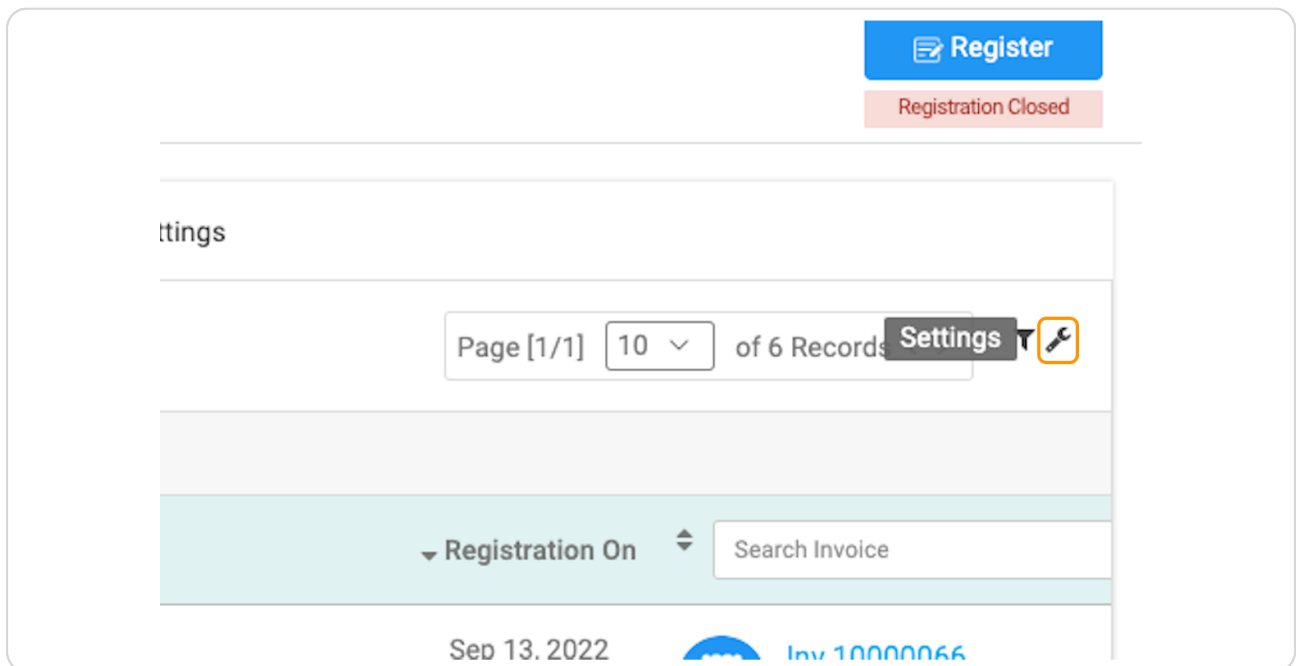 Register
Registration Closed
ttings
Page [1/1] 10 of 6 Records Settings
Registration On Search Invoice
Sep 13, 2022 Inv 10000066